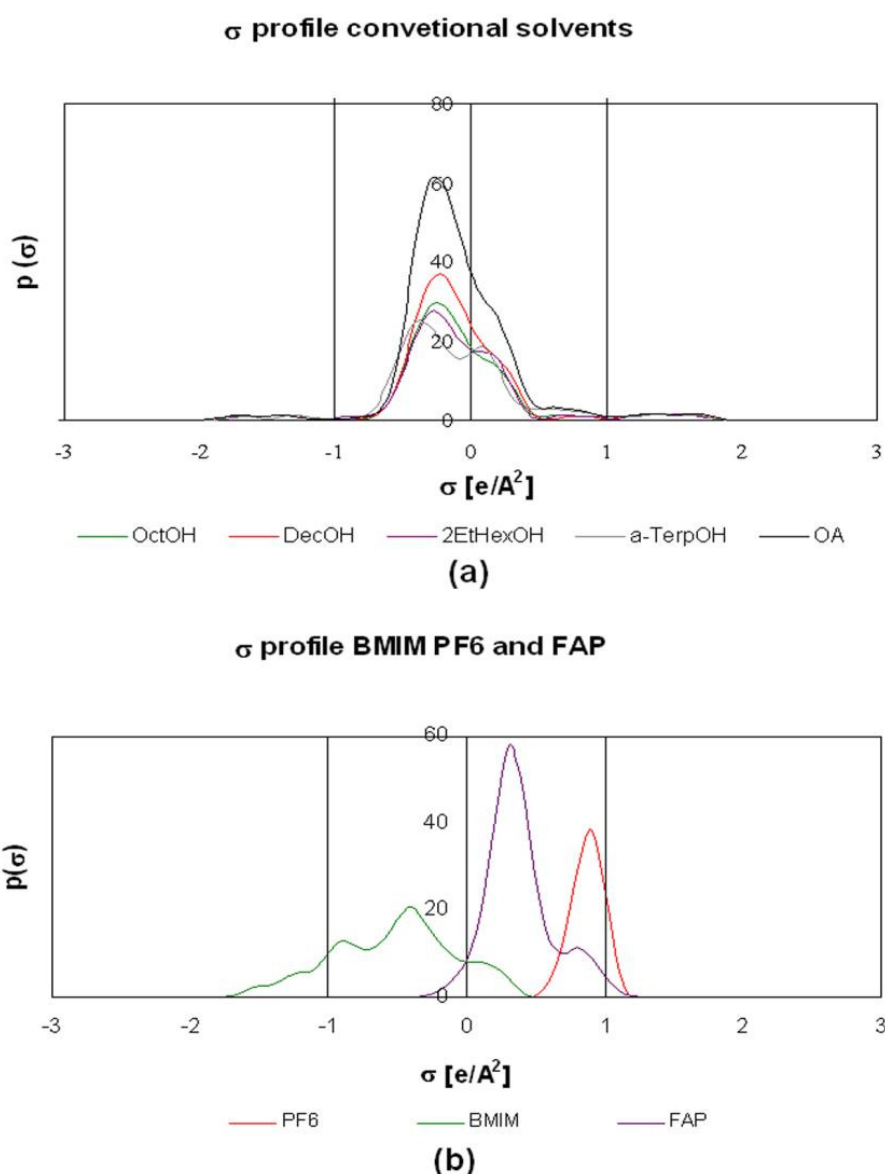 σ profile convetional solvents
80
60
40
20
0
p (σ)
-3 -2 -1 0 1 2 3
σ [e/A²]
OctOH DecOH 2EtHexOH a-TerpOH OA
(a)
σ profile BMIM PF6 and FAP
60
40
20
0
p(σ)
-3 -2 -1 0 1 2 3
σ [e/A²]
PF6 BMIM FAP
(b)